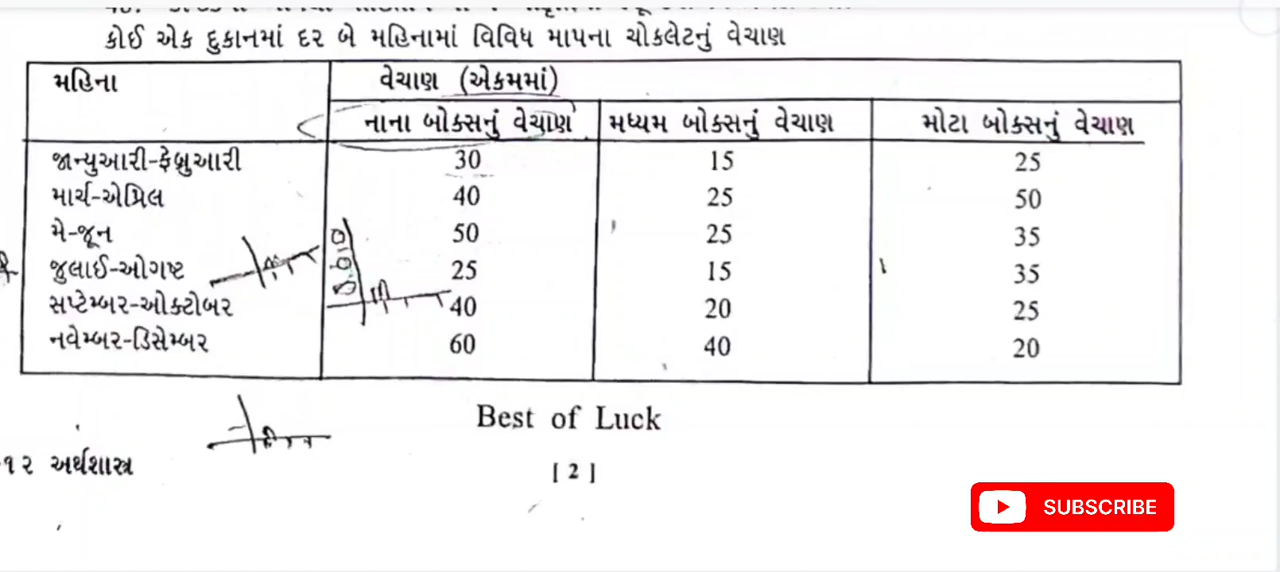 કોઈ એક દુકાનમાં દર બે મહિનામાં વિવિધ માપના ચોકલેટનું વેચાણ
મહિના વેચાણ (એકમમાં)
નાના બોક્સનું વેચાણ મધ્યમ બોક્સનું વેચાણ મોટા બોક્સનું વેચાણ
જાન્યુઆરી-ફેબ્રુઆરી 30 15 25
માર્ચ-એપ્રિલ 40 25 50
મે-જૂન 50 25 35
જુલાઈ-ઓગષ્ટ 25 15 35
સપ્ટેમ્બર-ઓક્ટોબર 40 20 25
નવેમ્બર-ડિસેમ્બર 60 40 20
Best of Luck
૧૨ અર્થશાસ્ત્ર
[ 2 ]
SUBSCRIBE